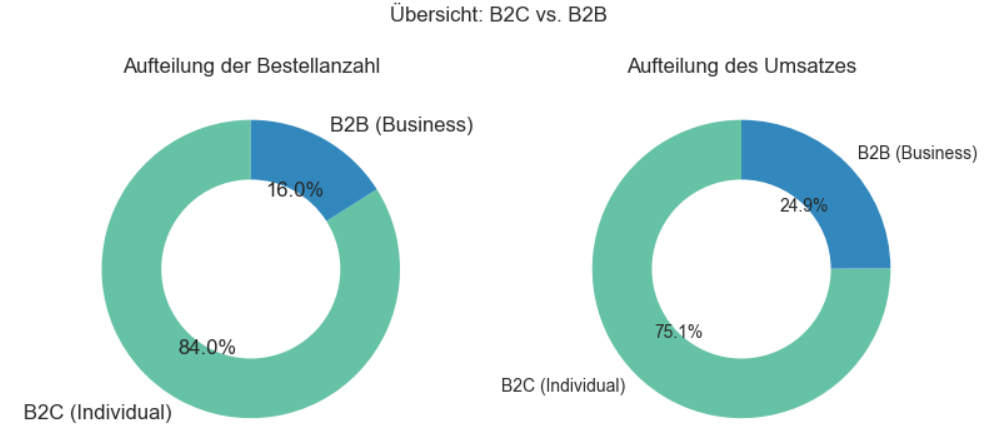 Übersicht: B2C vs. B2B
Aufteilung der Bestellanzahl
B2B (Business)
16.0%
84.0%
B2C (Individual)
Aufteilung des Umsatzes
B2B (Business)
24.9%
75.1%
B2C (Individual)